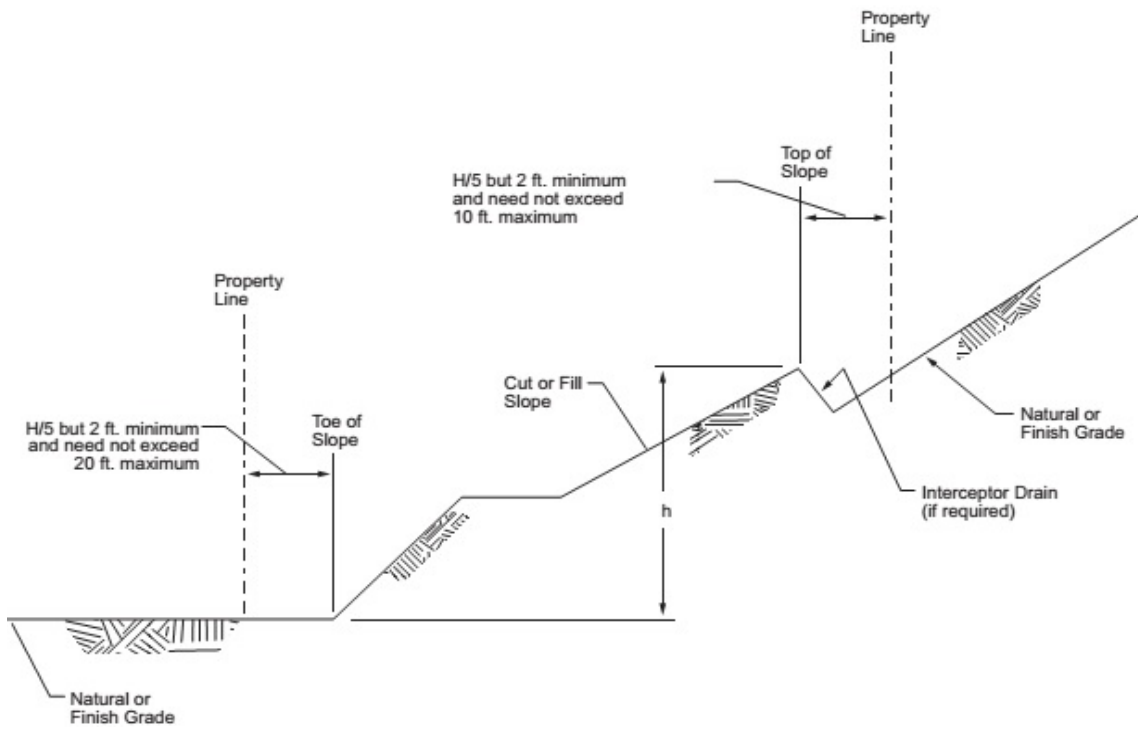 Property
Line
Top of
Slope
H/5 but 2 ft. minimum
and need not exceed
10 ft. maximum
Property
Line
Cut or Fill
Slope
Toe of
Slope
H/5 but 2 ft. minimum
and need not exceed
20 ft. maximum
Natural or
Finish Grade
h
Interceptor Drain
(if required)
Natural or
Finish Grade